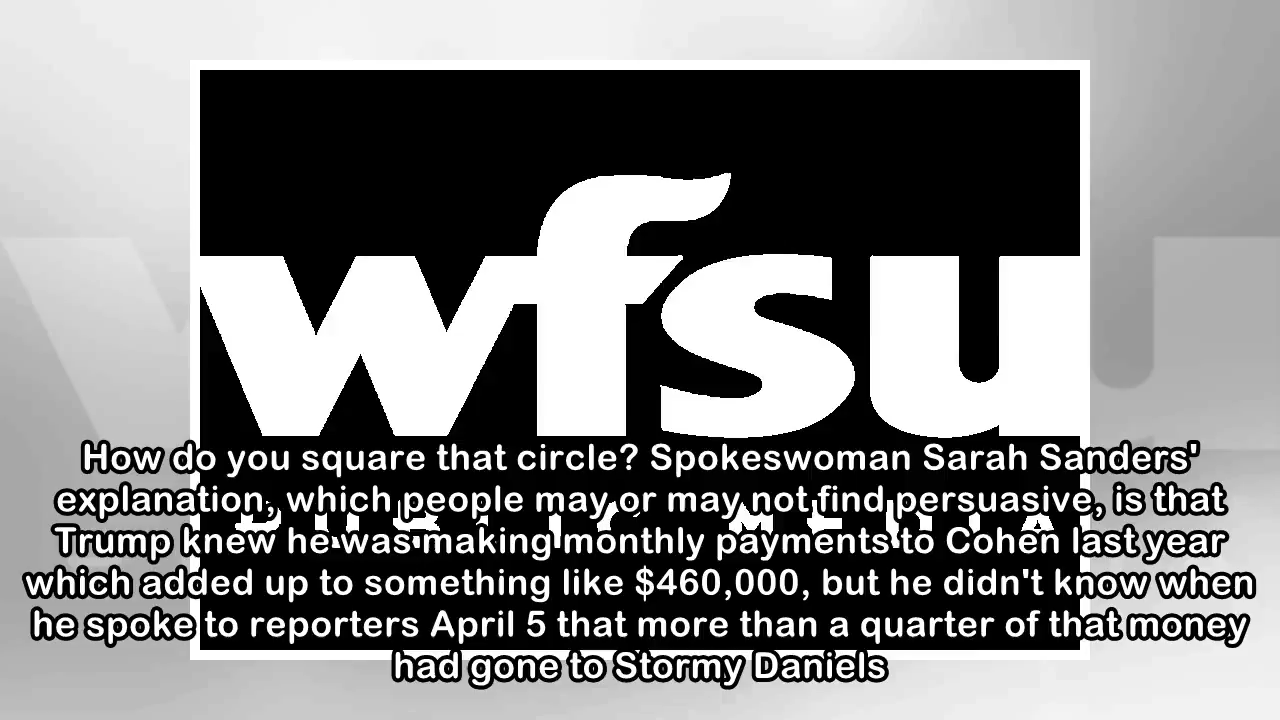 wfsu
PUBLIC MEDIA
How do you square that circle? Spokeswoman Sarah Sanders'
explanation, which people may or may not find persuasive, is that
Trump knew he was making monthly payments to Cohen last year
which added up to something like $460,000, but he didn't know when
he spoke to reporters April 5 that more than a quarter of that money
had gone to Stormy Daniels